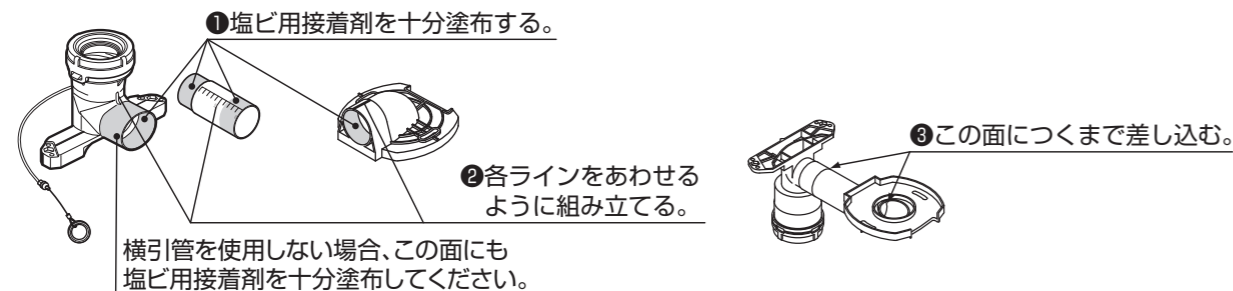 ❶塩ビ用接着剤を十分塗布する。
❷各ラインをあわせる
ように組み立てる。
横引管を使用しない場合、この面にも
塩ビ用接着剤を十分塗布してください。
❸この面につくまで差し込む。